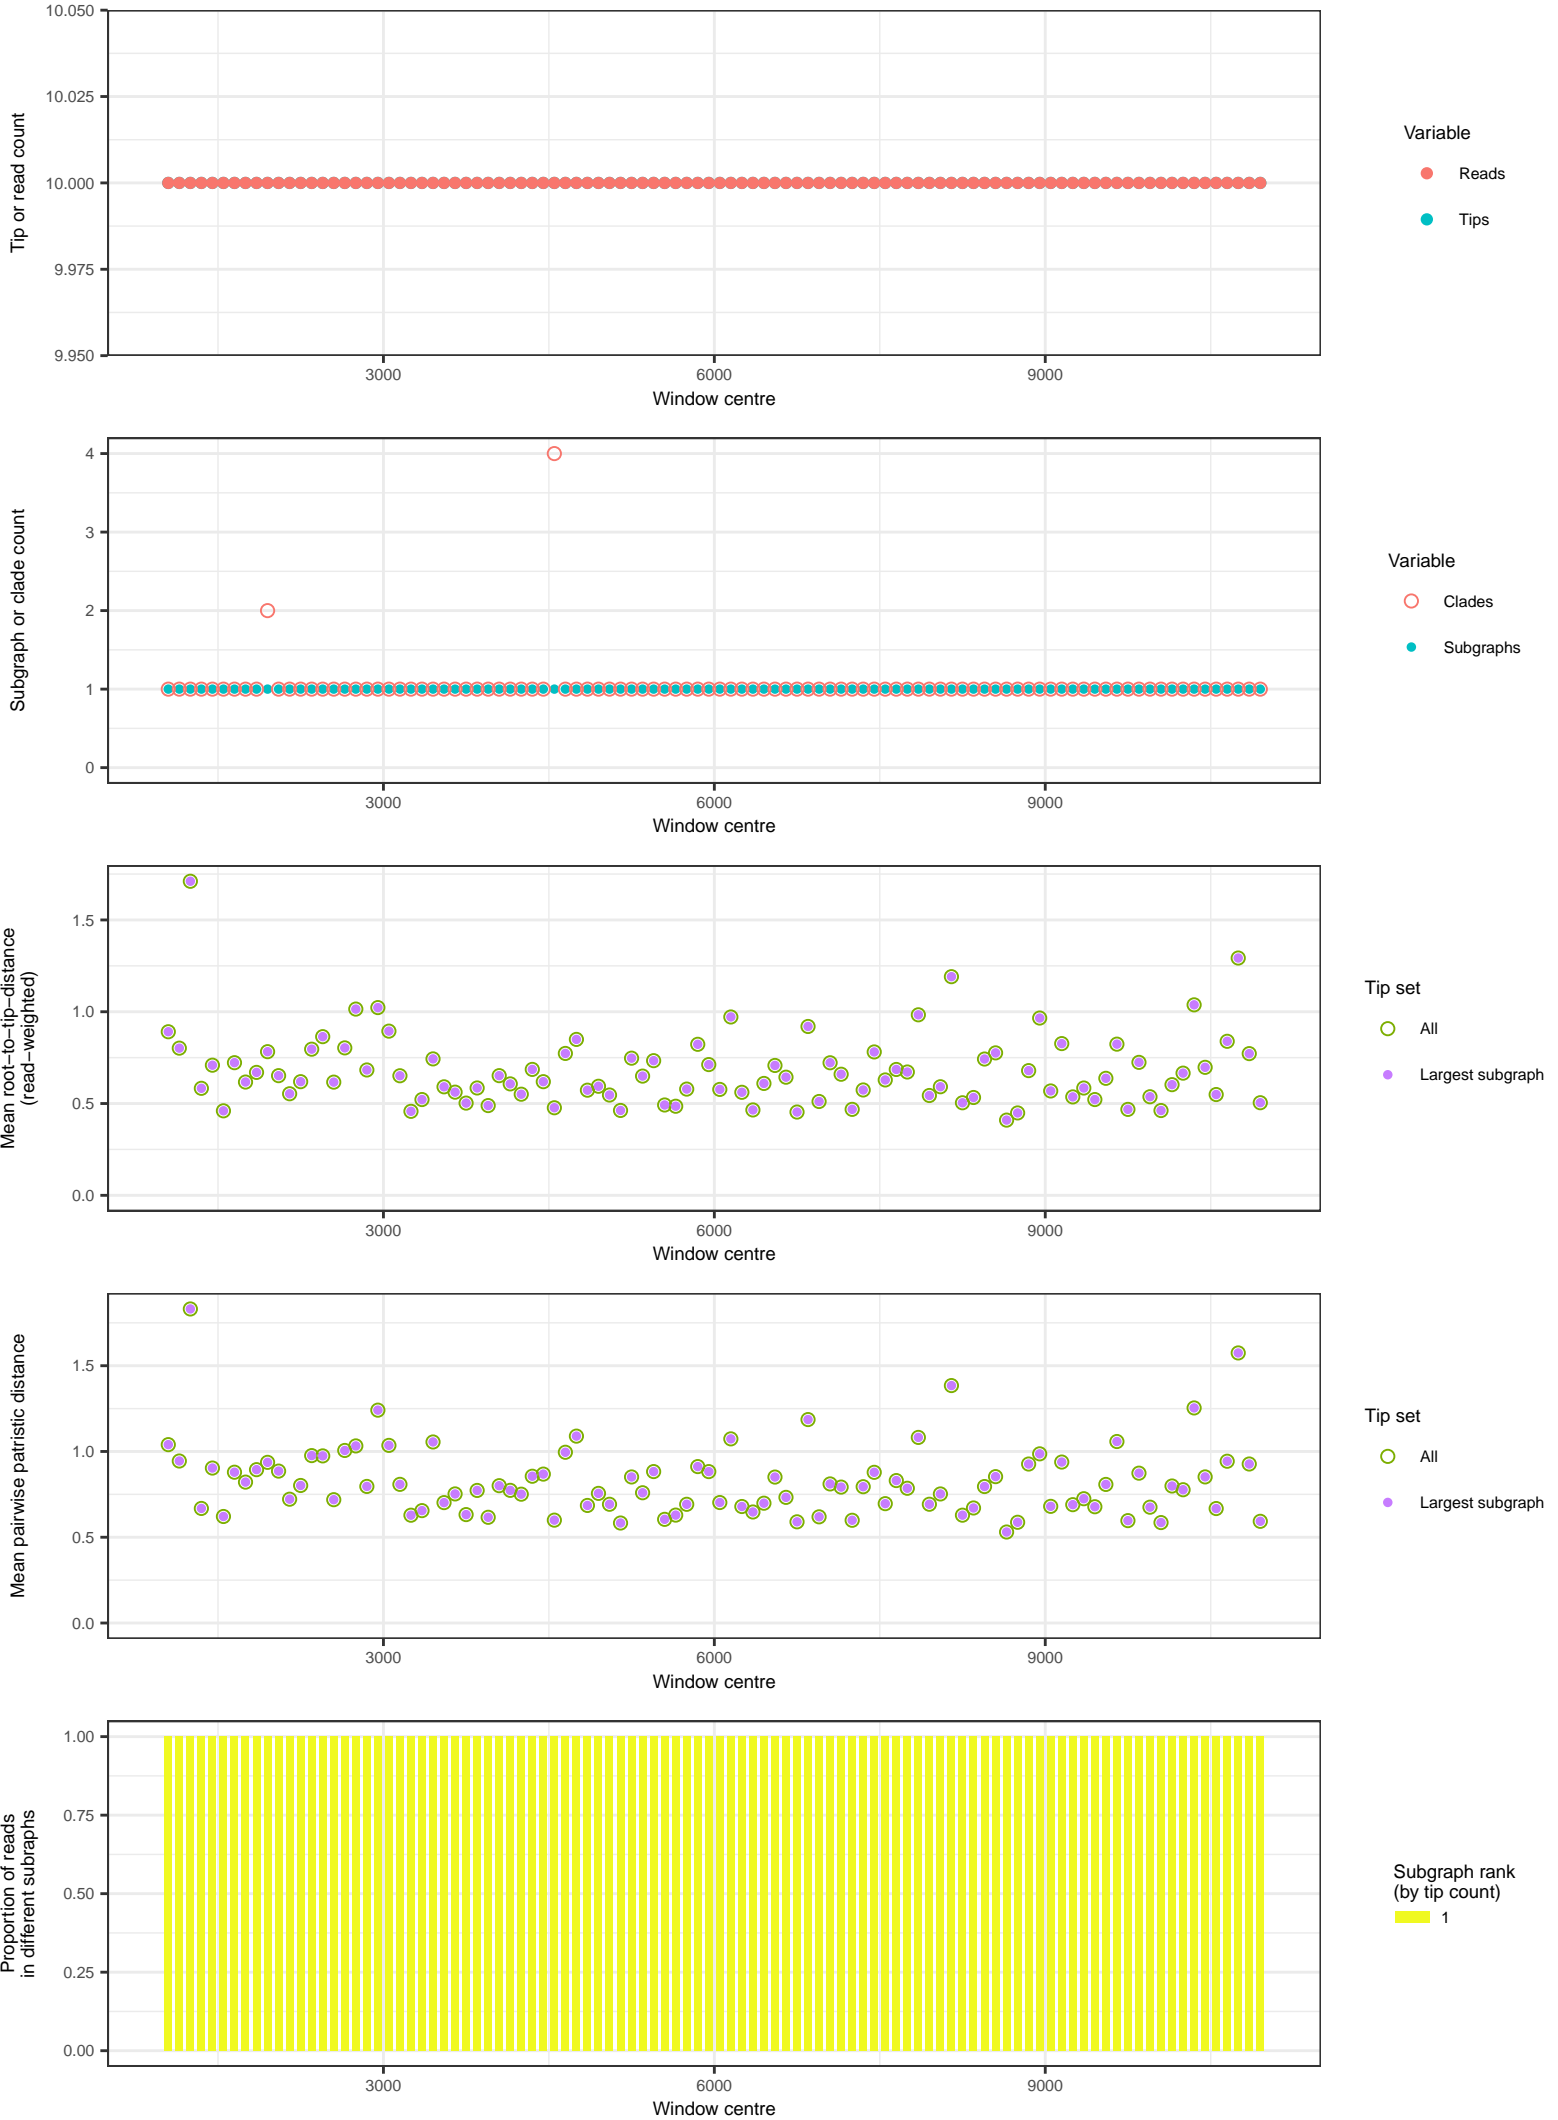 10.050
10.025
10.000
9.975
9.950
Tip or read count
3000
6000
9000
Window centre
Variable
Reads
Tips
4
3
2
1
0
Subgraph or clade count
3000
6000
9000
Window centre
Variable
Clades
Subgraphs
1.5
1.0
0.5
0.0
Mean root−to−tip−distance
(read−weighted)
3000
6000
9000
Window centre
Tip set
All
Largest subgraph
1.5
1.0
0.5
0.0
Mean pairwise patristic distance
3000
6000
9000
Window centre
Tip set
All
Largest subgraph
1.00
0.75
0.50
0.25
0.00
Proportion of reads
in different subraphs
3000
6000
9000
Window centre
Subgraph rank
(by tip count)
1